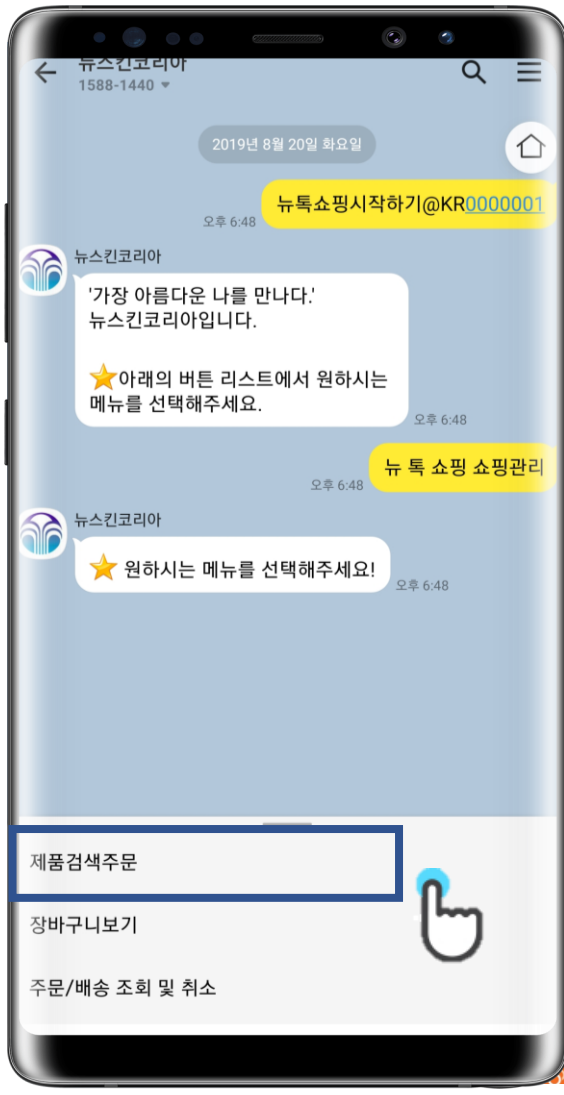 뉴스킨코리아
1588-1440
2019년 8월 20일 화요일
뉴톡쇼핑시작하기@KR0000001
오후 6:48
뉴스킨코리아
'가장 아름다운 나를 만나다.'
뉴스킨코리아입니다.
⭐아래의 버튼 리스트에서 원하시는
메뉴를 선택해주세요.
오후 6:48
뉴 톡 쇼핑 쇼핑관리
오후 6:48
뉴스킨코리아
⭐ 원하시는 메뉴를 선택해주세요!
오후 6:48
제품검색주문
장바구니보기
주문/배송 조회 및 취소